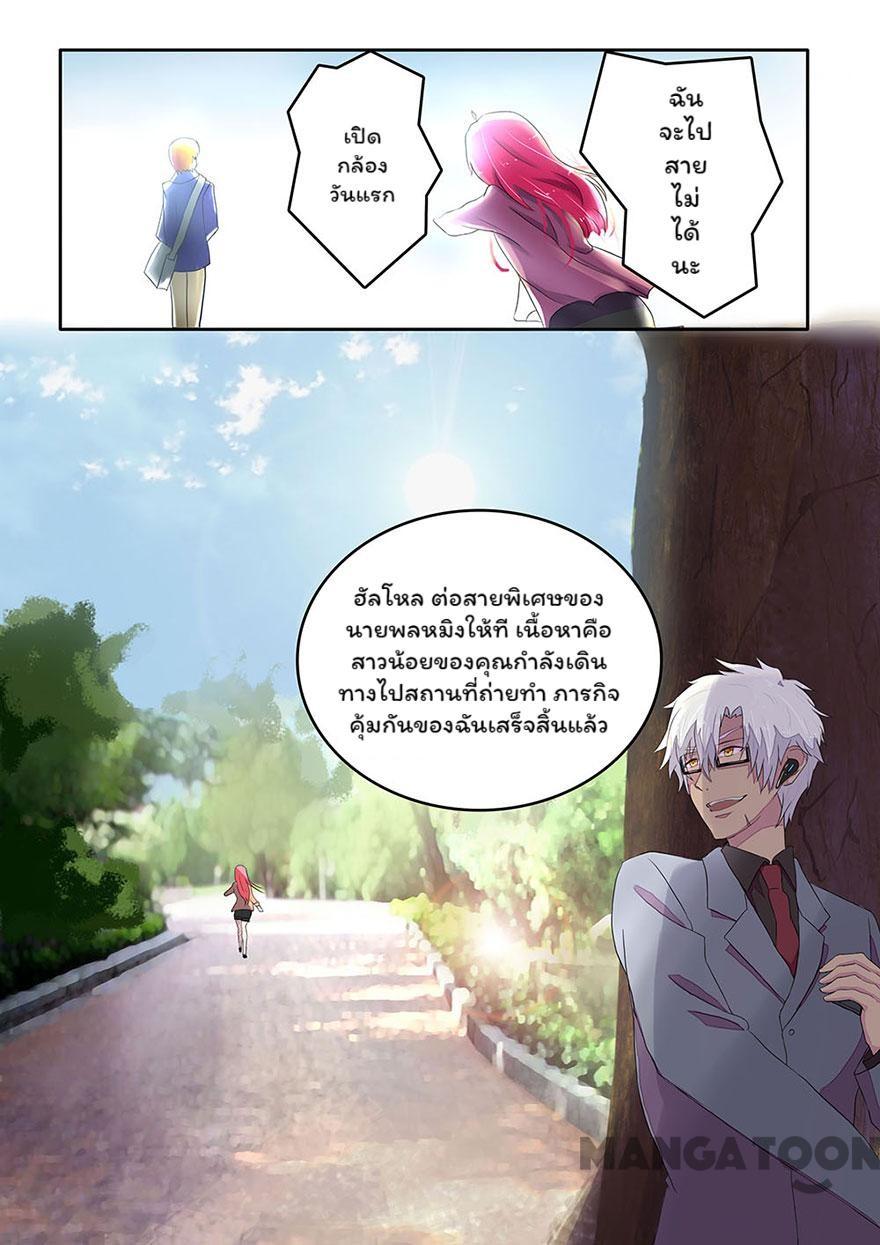 เปิด
กล้อง
วันแรก
ฉัน
จะไป
สาย
ไม่
ได้
นะ
ฮัลโหล ต่อสายพิเศษของ
นายพลหมิงให้ที เนื้อหาคือ
สาวน้อยของคุณกำลังเดิน
ทางไปสถานที่ถ่ายทำ ภารกิจ
คุ้มกันของฉันเสร็จสิ้นแล้ว
MANGATOON